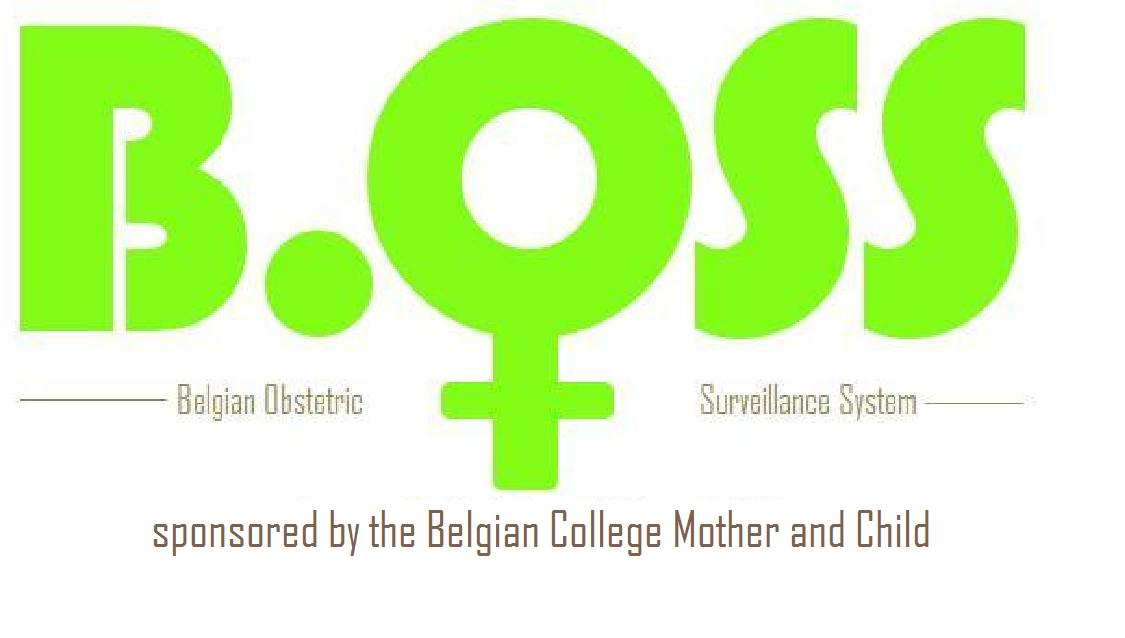 B.OSS
Belgian Obstetric Surveillance System
sponsored by the Belgian College Mother and Child